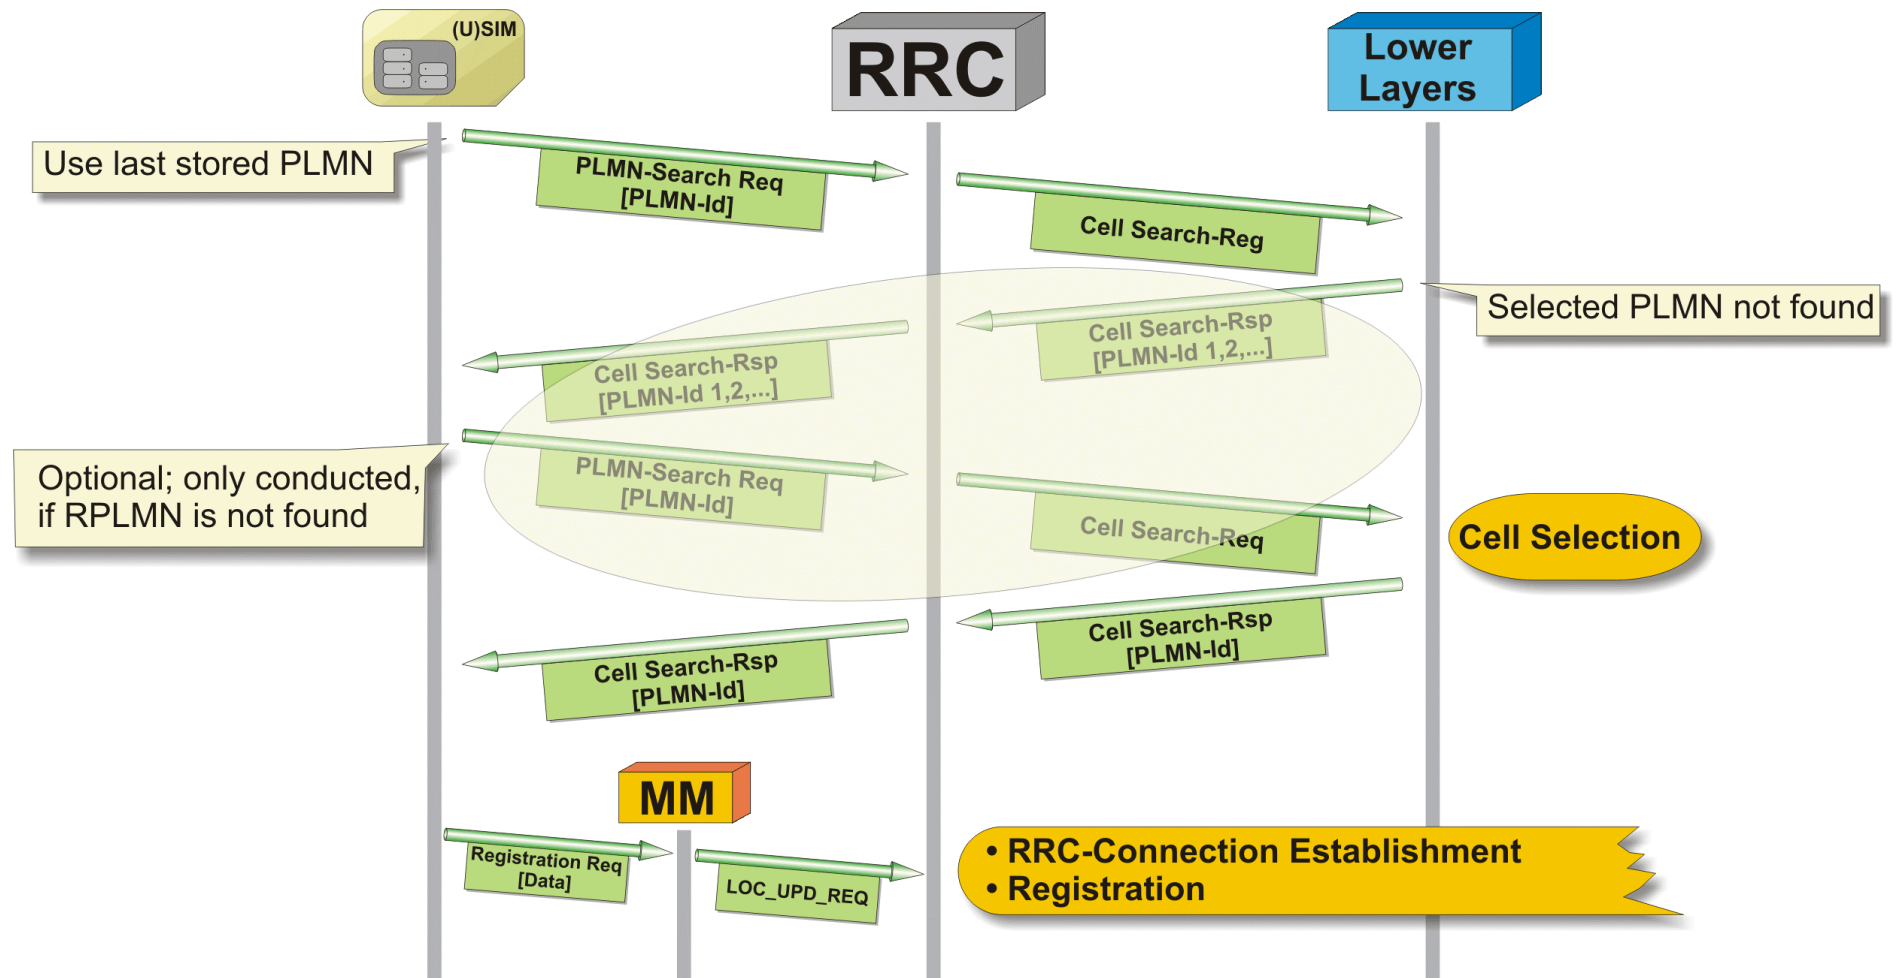 (U)SIM
RRC
Lower
Layers
Use last stored PLMN
PLMN-Search Req
[PLMN-Id]
Cell Search-Reg
Selected PLMN not found
Cell Search-Rsp
[PLMN-Id 1,2,...]
Cell Search-Rsp
[PLMN-Id 1,2,...]
Optional; only conducted,
if RPLMN is not found
PLMN-Search Req
[PLMN-Id]
Cell Search-Req
Cell Selection
Cell Search-Rsp
[PLMN-Id]
Cell Search-Rsp
[PLMN-Id]
MM
Registration Req
[Data]
LOC_UPD_REQ
• RRC-Connection Establishment
• Registration